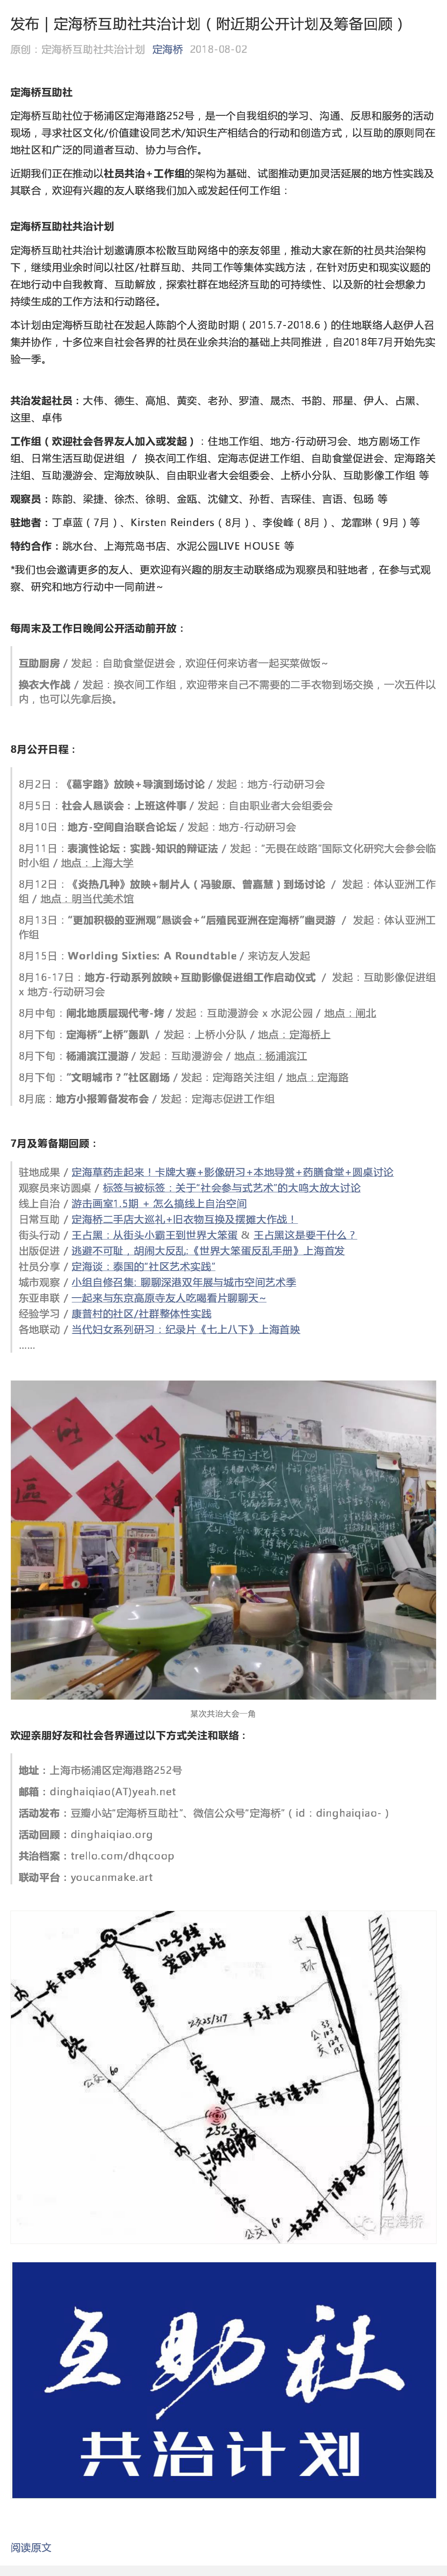 发布 | 定海桥互助社共治计划（附近期公开计划及筹备回顾）
原创：定海桥互助社共治计划 定海桥 2018-08-02
定海桥互助社
定海桥互助社位于杨浦区定海港路252号，是一个自我组织的学习、沟通、反思和服务的活动
现场，寻求社区文化/价值建设同艺术/知识生产相结合的行动和创造方式，以互助的原则同在
地社区和广泛的同道者互动、协力与合作。
近期我们正在推动以社员共治+工作组的架构为基础、试图推动更加灵活延展的地方性实践及
其联合，欢迎有兴趣的友人联络我们加入或发起任何工作组：
定海桥互助社共治计划
定海桥互助社共治计划邀请原本松散互助网络中的亲友邻里，推动大家在新的社员共治架构
下，继续用业余时间以社区/社群互助、共同工作等集体实践方法，在针对历史和现实议题的
在地行动中自我教育、互助解放，探索社群在地经济互助的可持续性、以及新的社会想象力
持续生成的工作方法和行动路径。
本计划由定海桥互助社在发起人陈韵个人资助时期（2015.7-2018.6）的住地联络人赵伊人召
集并协作，十多位来自社会各界的社员在业余共治的基础上共同推进，自2018年7月开始先实
验一季。
共治发起社员：大伟、德生、高旭、黄奕、老孙、罗渣、晟杰、书韵、邢星、伊人、占黑、
这里、卓伟
工作组（欢迎社会各界友人加入或发起）：住地工作组、地方-行动研习会、地方剧场工作
组、日常生活互助促进组 / 换衣间工作组、定海志促进工作组、自助食堂促进会、定海路关
注组、互助漫游会、定海放映队、自由职业者大会组委会、上桥小分队、互助影像工作组 等
观察员：陈韵、梁捷、徐杰、徐明、金瓯、沈健文、孙哲、吉琛佳、言语、包旸 等
驻地者：丁卓蓝（7月）、Kirsten Reinders（8月）、李俊峰（8月）、龙霏琳（9月）等
特约合作：跳水台、上海荒岛书店、水泥公园LIVE HOUSE 等
*我们也会邀请更多的友人、更欢迎有兴趣的朋友主动联络成为观察员和驻地者，在参与式观
察、研究和地方行动中一同前进~
每周末及工作日晚间公开活动前开放：
互助厨房 / 发起：自助食堂促进会，欢迎任何来访者一起买菜做饭~
换衣大作战 / 发起：换衣间工作组，欢迎带来自己不需要的二手衣物到场交换，一次五件以
内，也可以先拿后换。
8月公开日程：
8月2日：《墓宇路》放映+导演到场讨论 / 发起：地方-行动研习会
8月5日：社会人恳谈会：上班这件事 / 发起：自由职业者大会组委会
8月10日：地方-空间自治联合论坛 / 发起：地方-行动研习会
8月11日：表演性论坛：实践-知识的辩证法 / 发起：“无畏在歧路”国际文化研究大会参会临
时小组 / 地点：上海大学
8月12日：《炎热几种》放映+制片人（冯骏原、曾嘉慧）到场讨论 / 发起：体认亚洲工作
组 / 地点：明当代美术馆
8月13日：“更加积极的亚洲观”恳谈会+“后殖民亚洲在定海桥”幽灵游 / 发起：体认亚洲工
作组
8月15日：Worlding Sixties: A Roundtable / 来访友人发起
8月16-17日：地方-行动系列放映+互助影像促进组工作启动仪式 / 发起：互助影像促进组
x 地方-行动研习会
8月中旬：闸北地质层现代考-烤 / 发起：互助漫游会 x 水泥公园 / 地点：闸北
8月下旬：定海桥“上桥”轰趴 / 发起：上桥小分队 / 地点：定海桥上
8月下旬：杨浦滨江漫游 / 发起：互助漫游会 / 地点：杨浦滨江
8月下旬：“文明城市？”社区剧场 / 发起：定海路关注组 / 地点：定海路
8月底：地方小报筹备发布会 / 发起：定海志促进工作组
7月及筹备期回顾：
驻地成果 / 定海草药走起来！卡牌大赛+影像研习+本地导赏+药膳食堂+圆桌讨论
观察员来访圆桌 / 标签与被标签：关于“社会参与式艺术”的大鸣大放大讨论
线上自治 / 游击画室1.5期 + 怎么搞线上自治空间
日常互助 / 定海桥二手店大巡礼+旧衣物互换及摆摊大作战！
街头行动 / 王占黑：从街头小霸王到世界大笨蛋 & 王占黑这是要干什么？
出版促进 / 逃避不可耻，胡闹大反乱:《世界大笨蛋反乱手册》上海首发
社员分享 / 定海谈：泰国的“社区艺术实践”
城市观察 / 小组自修召集: 聊聊深港双年展与城市空间艺术季
东亚串联 / 一起来与东京高原寺友人吃喝看片聊聊天~
经验学习 / 康普村的社区/社群整体性实践
各地联动 / 当代妇女系列研习：纪录片《七上八下》上海首映
......
某次共治大会一角
欢迎亲朋好友和社会各界通过以下方式关注和联络：
地址：上海市杨浦区定海港路252号
邮箱：dinghaiqiao(AT)yeah.net
活动发布：豆瓣小站“定海桥互助社”、微信公众号“定海桥”（id：dinghaiqiao-）
活动回顾：dinghaiqiao.org
共治档案：trello.com/dhqcoop
联动平台：youcanmake.art
12号线
爱国路站
长阳路
爱国路
内江路
平凉路
中环
公交60
定海路
定海港路
252号
内江路
公交60
杨树浦路
定海桥
互助社
共治计划
阅读原文